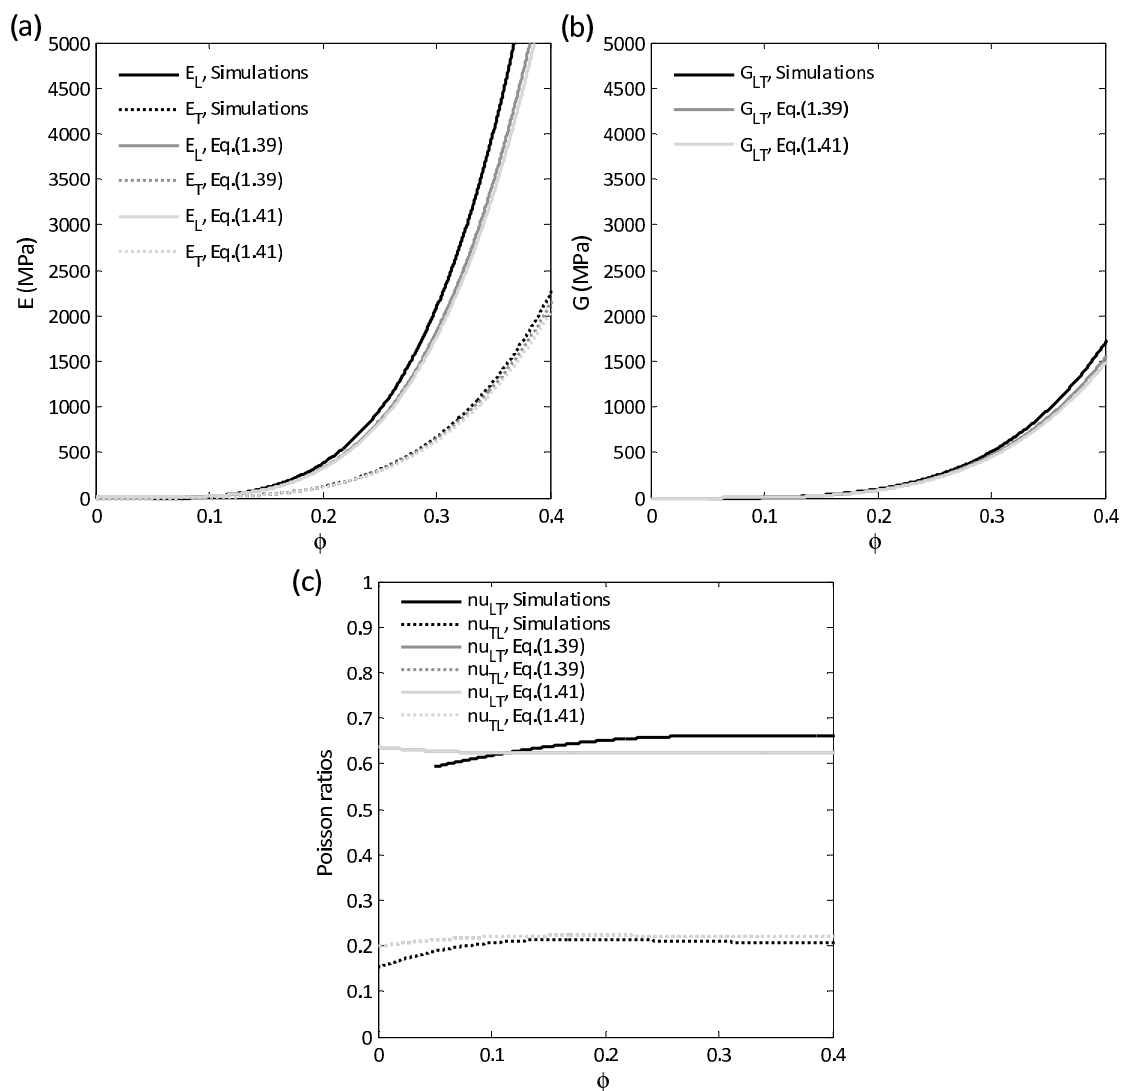 (a)
5000
4500
4000
3500
3000
2500
2000
1500
1000
500
0
E (MPa)
E_L, Simulations
E_T, Simulations
E_L, Eq.(1.39)
E_T, Eq.(1.39)
E_L, Eq.(1.41)
E_T, Eq.(1.41)
0 0.1 0.2 0.3 0.4
ϕ
(b)
5000
4500
4000
3500
3000
2500
2000
1500
1000
500
0
G (MPa)
G_LT, Simulations
G_LT, Eq.(1.39)
G_LT, Eq.(1.41)
0 0.1 0.2 0.3 0.4
ϕ
(c)
1
0.9
0.8
0.7
0.6
0.5
0.4
0.3
0.2
0.1
0
Poisson ratios
nu_LT, Simulations
nu_TL, Simulations
nu_LT, Eq.(1.39)
nu_TL, Eq.(1.39)
nu_LT, Eq.(1.41)
nu_TL, Eq.(1.41)
0 0.1 0.2 0.3 0.4
ϕ